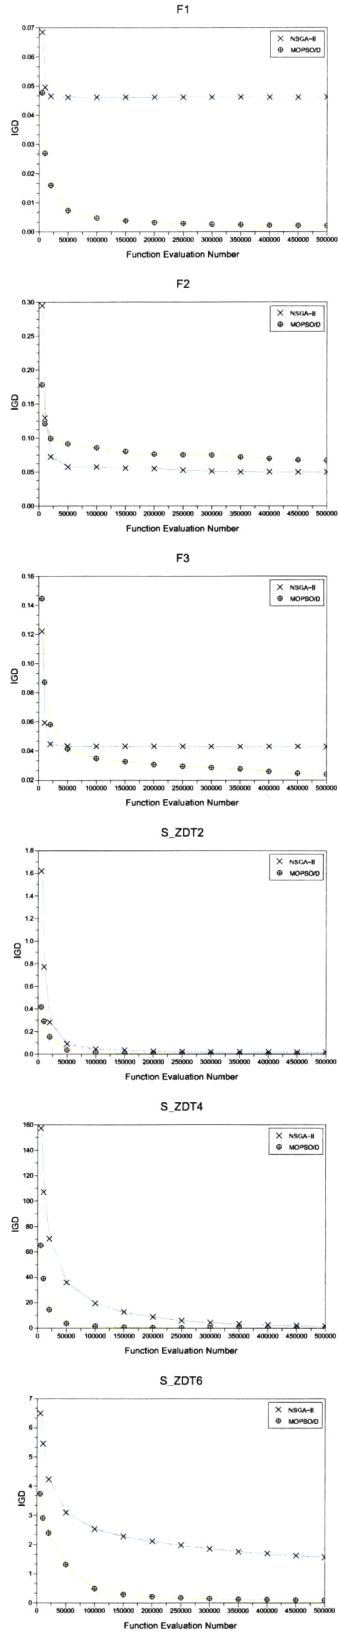 F1
0.07
0.06
0.05
0.04
0.03
0.02
0.01
0.00
IGD
NSGA-II
MOPSO/D
0 50000 100000 150000 200000 250000 300000 350000 400000 450000 500000
Function Evaluation Number
F2
0.30
0.25
0.20
0.15
0.10
0.05
0.00
IGD
NSGA-II
MOPSO/D
0 50000 100000 150000 200000 250000 300000 350000 400000 450000 500000
Function Evaluation Number
F3
0.16
0.14
0.12
0.10
0.08
0.06
0.04
0.02
IGD
NSGA-II
MOPSO/D
0 50000 100000 150000 200000 250000 300000 350000 400000 450000 500000
Function Evaluation Number
S_ZDT2
1.8
1.6
1.4
1.2
1.0
0.8
0.6
0.4
0.2
0.0
IGD
NSGA-II
MOPSO/D
0 50000 100000 150000 200000 250000 300000 350000 400000 450000 500000
Function Evaluation Number
S_ZDT4
160
140
120
100
80
60
40
20
0
IGD
NSGA-II
MOPSO/D
0 50000 100000 150000 200000 250000 300000 350000 400000 450000 500000
Function Evaluation Number
S_ZDT6
7
6
5
4
3
2
1
0
IGD
NSGA-II
MOPSO/D
0 50000 100000 150000 200000 250000 300000 350000 400000 450000 500000
Function Evaluation Number